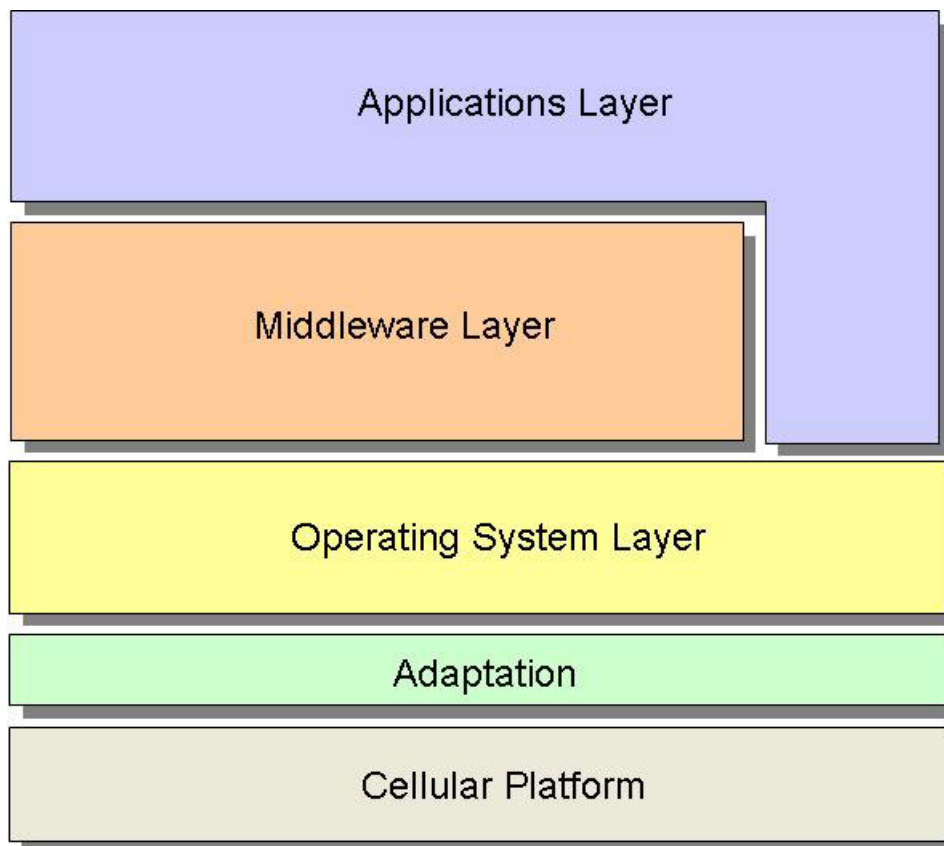 Applications Layer
Middleware Layer
Operating System Layer
Adaptation
Cellular Platform